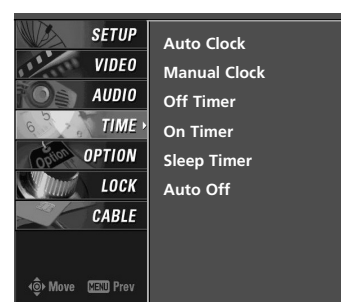 SETUP
VIDEO
AUDIO
TIME
OPTION
LOCK
CABLE
Auto Clock
Manual Clock
Off Timer
On Timer
Sleep Timer
Auto Off
Option
Move MENU Prev